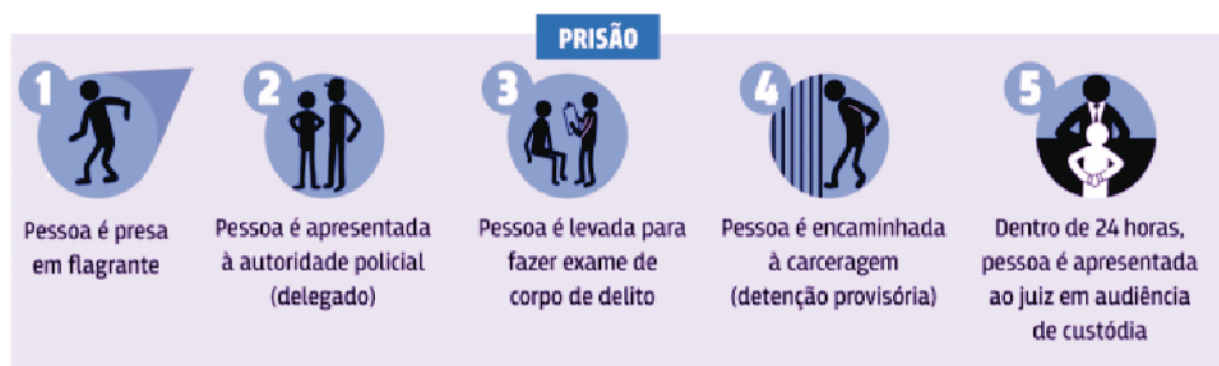 PRISÃO
1
Pessoa é presa
em flagrante
2
Pessoa é apresentada
à autoridade policial
(delegado)
3
Pessoa é levada para
fazer exame de
corpo de delito
4
Pessoa é encaminhada
à carceragem
(detenção provisória)
5
Dentro de 24 horas,
pessoa é apresentada
ao juiz em audiência
de custódia